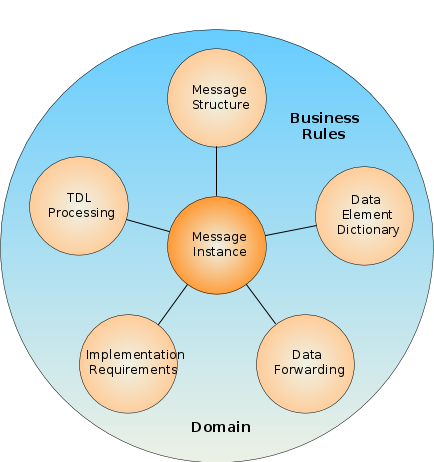 Message
Structure
Business
Rules
TDL
Processing
Data
Element
Dictionary
Message
Instance
Implementation
Requirements
Data
Forwarding
Domain